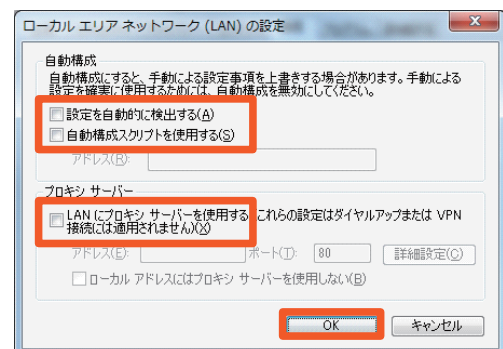 ローカル エリア ネットワーク (LAN) の設定
自動構成
自動構成にすると、手動による設定事項を上書きする場合があります。手動による
設定を確実に使用するためには、自動構成を無効にしてください。
設定を自動的に検出する(A)
自動構成スクリプトを使用する(S)
アドレス(R):
プロキシ サーバー
LAN にプロキシ サーバーを使用する(これらの設定はダイヤルアップまたは VPN
接続には適用されません)(X)
アドレス(E): ポート(T): 80 詳細設定(C)
ローカル アドレスにはプロキシ サーバーを使用しない(B)
OK キャンセル